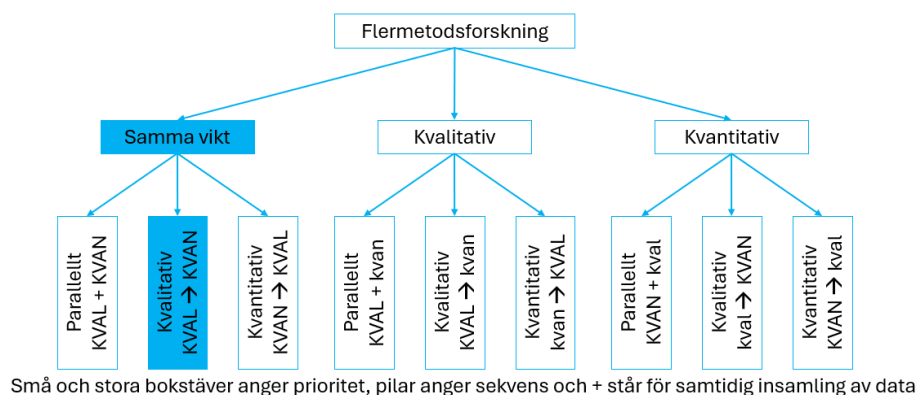 Flermetodsforskning
Samma vikt
Kvalitativ
Kvantitativ
Parallellt
KVAL + KVAN
Kvalitativ
KVAL → KVAN
Kvantitativ
KVAN → KVAL
Parallellt
KVAL + kvan
Kvalitativ
KVAL → kvan
Kvantitativ
kvan → KVAL
Parallellt
KVAN + kval
Kvalitativ
kval → KVAN
Kvantitativ
KVAN → kval
Små och stora bokstäver anger prioritet, pilar anger sekvens och + står för samtidig insamling av data